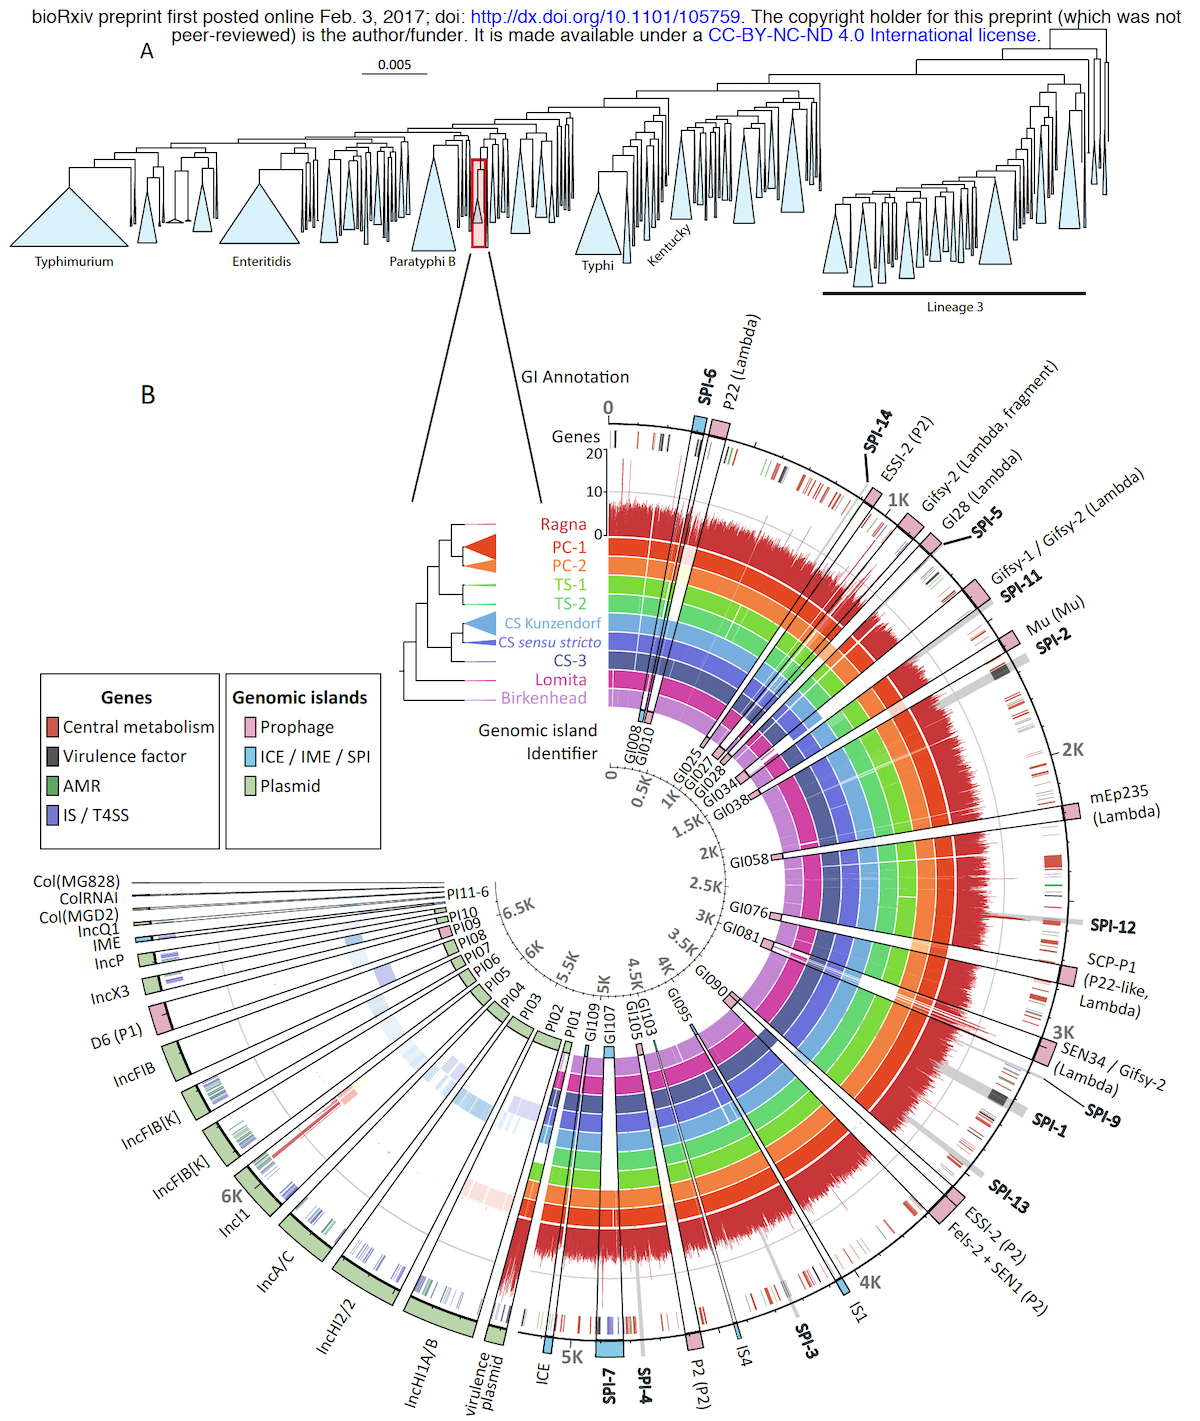 bioRxiv preprint first posted online Feb. 3, 2017; doi: http://dx.doi.org/10.1101/105759. The copyright holder for this preprint (which was not
peer-reviewed) is the author/funder. It is made available under a CC-BY-NC-ND 4.0 International license.
A
0.005
Typhimurium
Enteritidis
Paratyphi B
Typhi
Kentucky
Lineage 3
B
GI Annotation
0
Genes
20
10
0
Ragna
PC-1
PC-2
TS-1
TS-2
CS Kunzendorf
CS sensu stricto
CS-3
Lomita
Birkenhead
Genomic island
Identifier
SPI-6
P22 (Lambda)
SPI-14
ESSI-2 (P2)
1K
Gifsy-2 (Lambda, fragment)
GI28 (Lambda)
SPI-5
Gifsy-1 / Gifsy-2 (Lambda)
SPI-11
Mu (Mu)
SPI-2
2K
mEp235
(Lambda)
SPI-12
SCP-P1
(P22-like,
Lambda)
3K
SEN34 / Gifsy-2
(Lambda)
SPI-9
SPI-1
SPI-13
ESSI-2 (P2)
Fels-2 + SEN1 (P2)
4K
IS1
SPI-3
IS4
P2 (P2)
SPI-4
SPI-7
5K
ICE
virulence
plasmid
IncHI1A/B
IncHI2/2
IncA/C
IncI1
6K
IncFIB[K]
IncFIB[K]
IncFIB
D6 (P1)
IncX3
IncP
IME
IncQ1
Col(MGD2)
ColRNAI
Col(MG828)
GI008
GI010
GI025
GI027
GI028
GI034
GI038
GI058
GI076
GI081
GI090
GI095
GI103
GI105
GI107
GI109
PI01
PI02
PI03
PI04
PI05
PI06
PI07
PI08
PI09
PI10
PI11-6
0
0.5K
1K
1.5K
2K
2.5K
3K
3.5K
4K
4.5K
5K
5.5K
6K
6.5K
Genes
Central metabolism
Virulence factor
AMR
IS / T4SS
Genomic islands
Prophage
ICE / IME / SPI
Plasmid